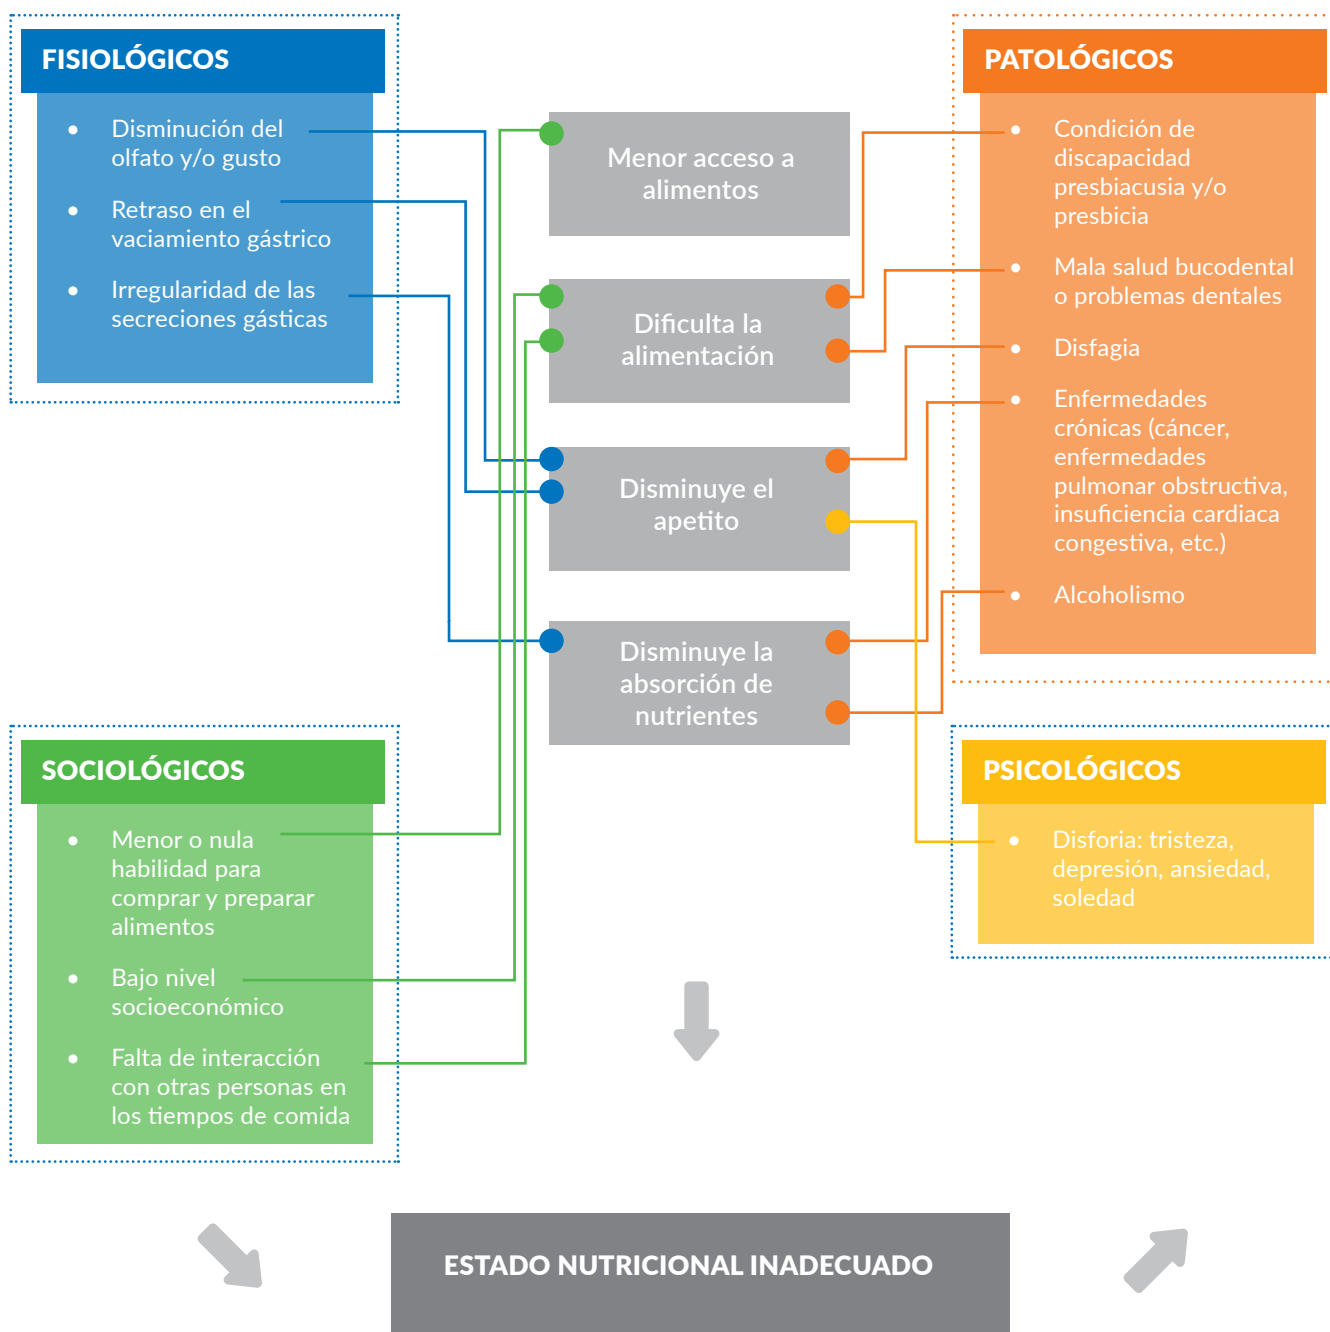 FISIOLÓGICOS
• Disminución del
olfato y/o gusto
• Retraso en el
vaciamiento gástrico
• Irregularidad de las
secreciones gásticas
Menor acceso a
alimentos
Dificulta la
alimentación
Disminuye el
apetito
Disminuye la
absorción de
nutrientes
PATOLÓGICOS
• Condición de
discapacidad
presbiacusia y/o
presbicia
• Mala salud bucodental
o problemas dentales
• Disfagia
• Enfermedades
crónicas (cáncer,
enfermedades
pulmonar obstructiva,
insuficiencia cardiaca
congestiva, etc.)
• Alcoholismo
SOCIOLÓGICOS
• Menor o nula
habilidad para
comprar y preparar
alimentos
• Bajo nivel
socioeconómico
• Falta de interacción
con otras personas en
los tiempos de comida
PSICOLÓGICOS
• Disforia: tristeza,
depresión, ansiedad,
soledad
ESTADO NUTRICIONAL INADECUADO